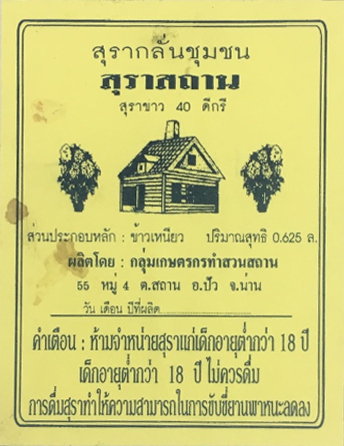 สุรากลั่นชุมชน
สุราสถาน
สุราขาว 40 ดีกรี
ส่วนประกอบหลัก : ข้าวเหนียว ปริมาณสุทธิ 0.625 ล.
ผลิตโดย : กลุ่มเกษตรกรทำสวนสถาน
55 หมู่ 4 ต.สถาน อ.ปัว จ.น่าน
วัน เดือน ปีที่ผลิต........................
คำเตือน : ห้ามจำหน่ายสุราแก่เด็กอายุต่ำกว่า 18 ปี
เด็กอายุต่ำกว่า 18 ปี ไม่ควรดื่ม
การดื่มสุราทำให้ความสามารถในการขับขี่ยานพาหนะลดลง